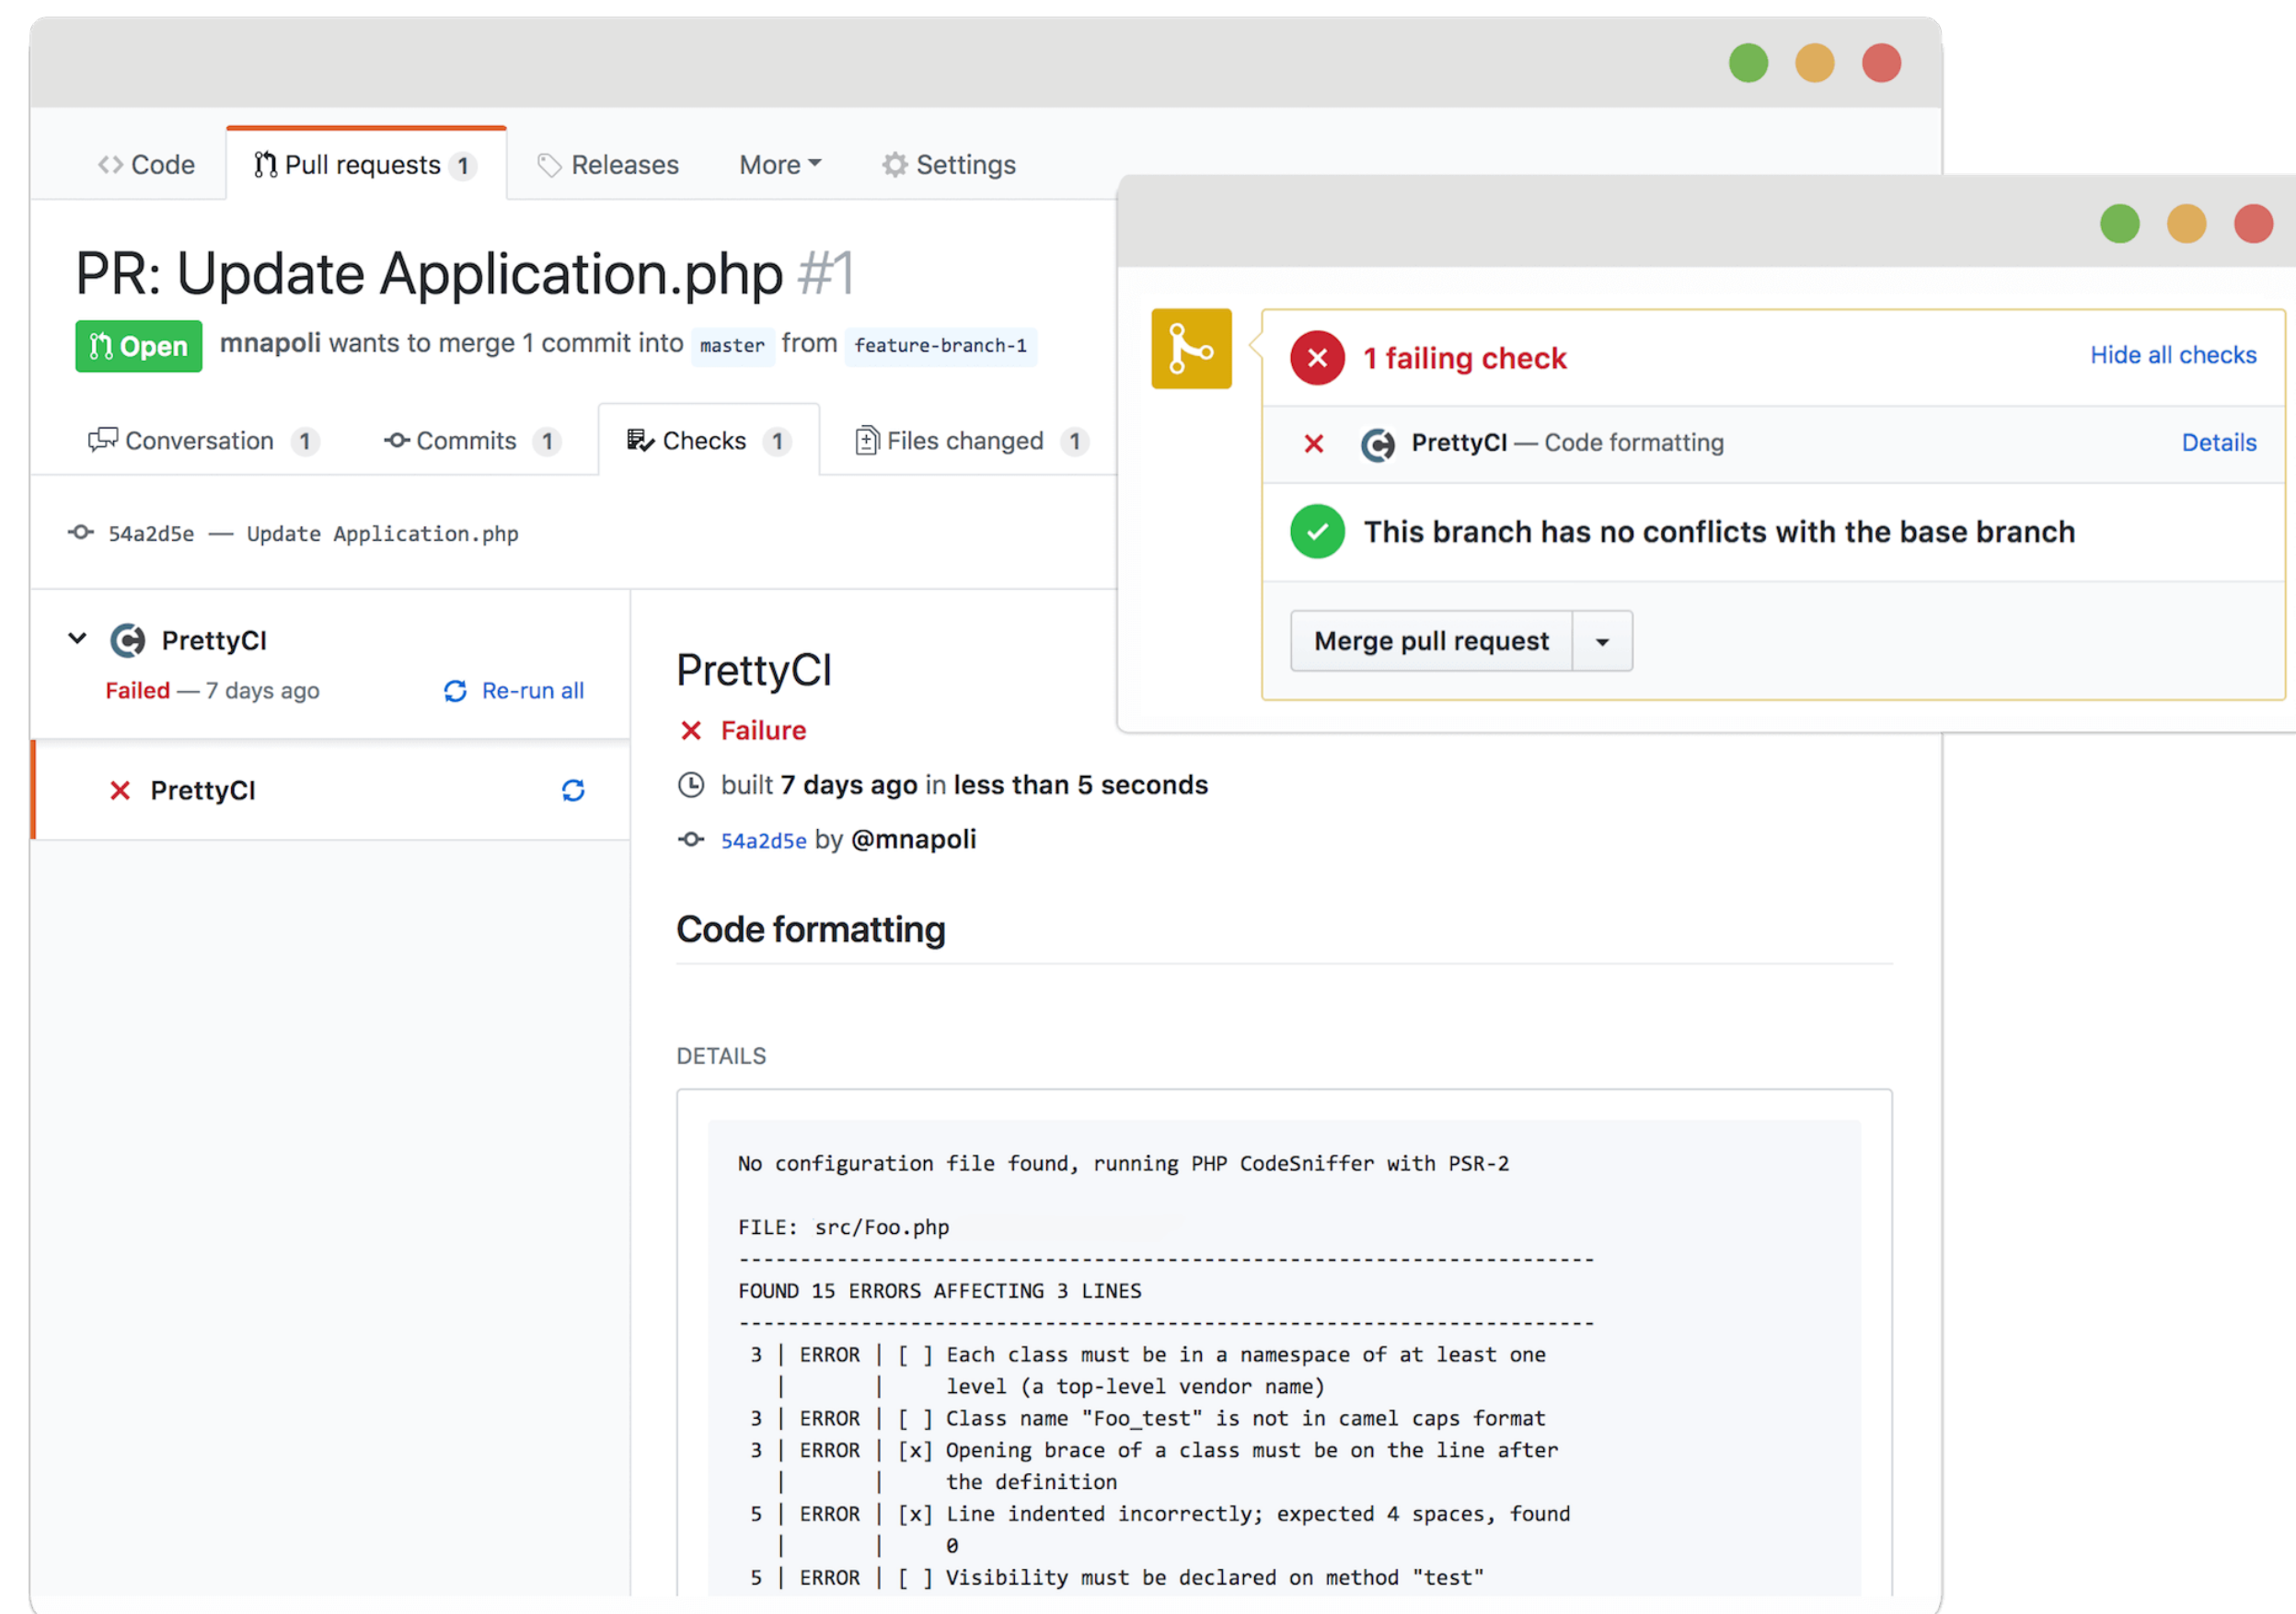 Code
Pull requests 1
Releases
More
Settings
PR: Update Application.php #1
Open
mnapoli wants to merge 1 commit into master from feature-branch-1
Conversation 1
Commits 1
Checks 1
Files changed 1
54a2d5e — Update Application.php
PrettyCI
Failed — 7 days ago
Re-run all
PrettyCI
PrettyCI
Failure
built 7 days ago in less than 5 seconds
54a2d5e by @mnapoli
Code formatting
DETAILS
No configuration file found, running PHP CodeSniffer with PSR-2
FILE: src/Foo.php
----------------------------------------------------------------------
FOUND 15 ERRORS AFFECTING 3 LINES
----------------------------------------------------------------------
3 | ERROR | [ ] Each class must be in a namespace of at least one
| | level (a top-level vendor name)
3 | ERROR | [ ] Class name "Foo_test" is not in camel caps format
3 | ERROR | [x] Opening brace of a class must be on the line after
| | the definition
5 | ERROR | [x] Line indented incorrectly; expected 4 spaces, found
| | 0
5 | ERROR | [ ] Visibility must be declared on method "test"
1 failing check
Hide all checks
PrettyCI — Code formatting
Details
This branch has no conflicts with the base branch
Merge pull request